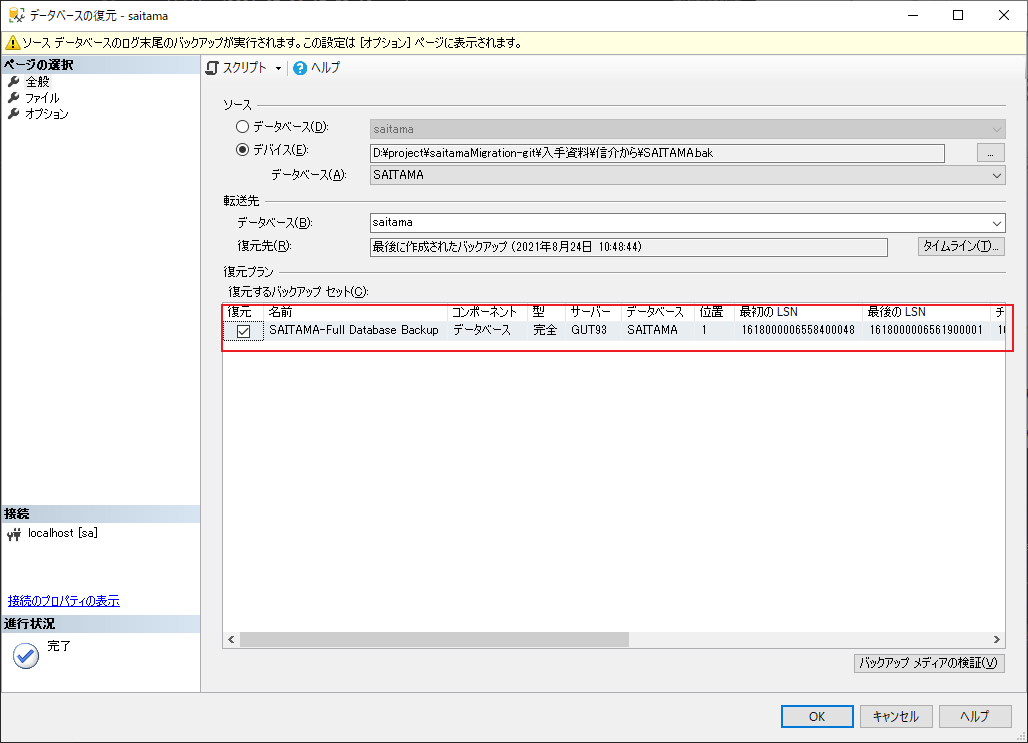 データベースの復元 - saitama
ソース データベースのログ末尾のバックアップが実行されます。この設定は [オプション] ページに表示されます。
ページの選択
全般
ファイル
オプション
スクリプト ヘルプ
ソース
データベース(D): saitama
デバイス(E): D:¥project¥saitamaMigration-git¥入手資料¥信介から¥SAITAMA.bak ...
データベース(A): SAITAMA
転送先
データベース(B): saitama
復元先(R): 最後に作成されたバックアップ (2021年8月24日 10:48:44) タイムライン(T)...
復元プラン
復元するバックアップ セット(C):
復元 名前 コンポーネント 型 サーバー データベース 位置 最初の LSN 最後の LSN チ
SAITAMA-Full Database Backup データベース 完全 GUT93 SAITAMA 1 1618000006558400048 1618000006561900001
接続
localhost [sa]
接続のプロパティの表示
進行状況
完了
バックアップ メディアの検証(V)
OK キャンセル ヘルプ